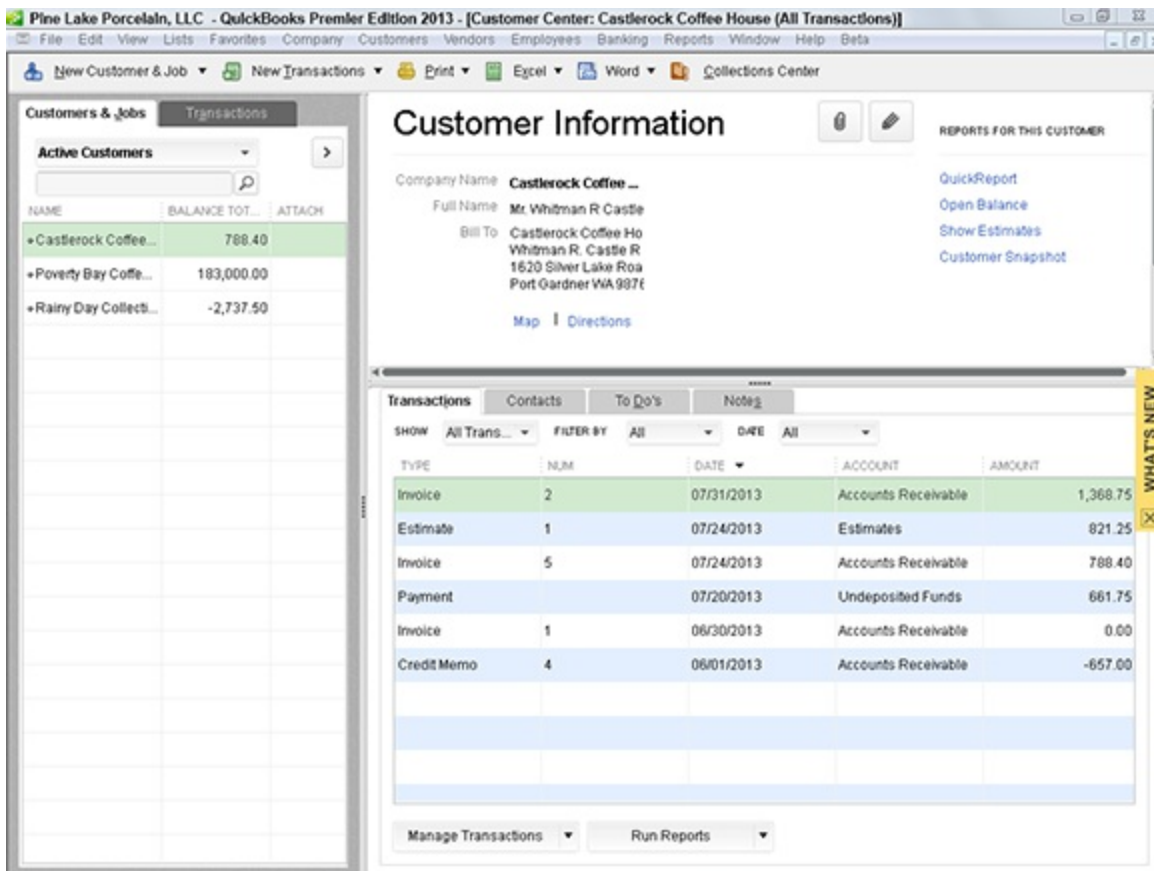 Pine Lake Porcelain, LLC - QuickBooks Premier Edition 2013 - [Customer Center: Castlerock Coffee House (All Transactions)]
File Edit View Lists Favorites Company Customers Vendors Employees Banking Reports Window Help Beta
New Customer & Job New Transactions Print Excel Word Collections Center
Customers & Jobs Transactions
Active Customers
NAME BALANCE TOT... ATTACH
Castlerock Coffee... 788.40
Poverty Bay Coffe... 183,000.00
Rainy Day Collecti... -2,737.50
Customer Information
Company Name Castlerock Coffee ...
Full Name Mr. Whitman R Castle
Bill To Castlerock Coffee Ho
Whitman R. Castle R
1620 Silver Lake Roa
Port Gardner WA 9876
Map | Directions
REPORTS FOR THIS CUSTOMER
QuickReport
Open Balance
Show Estimates
Customer Snapshot
Transactions Contacts To Do's Notes
SHOW All Trans... FILTER BY All DATE All
TYPE NUM DATE ACCOUNT AMOUNT
Invoice 2 07/31/2013 Accounts Receivable 1,368.75
Estimate 1 07/24/2013 Estimates 821.25
Invoice 5 07/24/2013 Accounts Receivable 788.40
Payment 07/20/2013 Undeposited Funds 661.75
Invoice 1 06/30/2013 Accounts Receivable 0.00
Credit Memo 4 06/01/2013 Accounts Receivable -657.00
Manage Transactions Run Reports
WHAT'S NEW